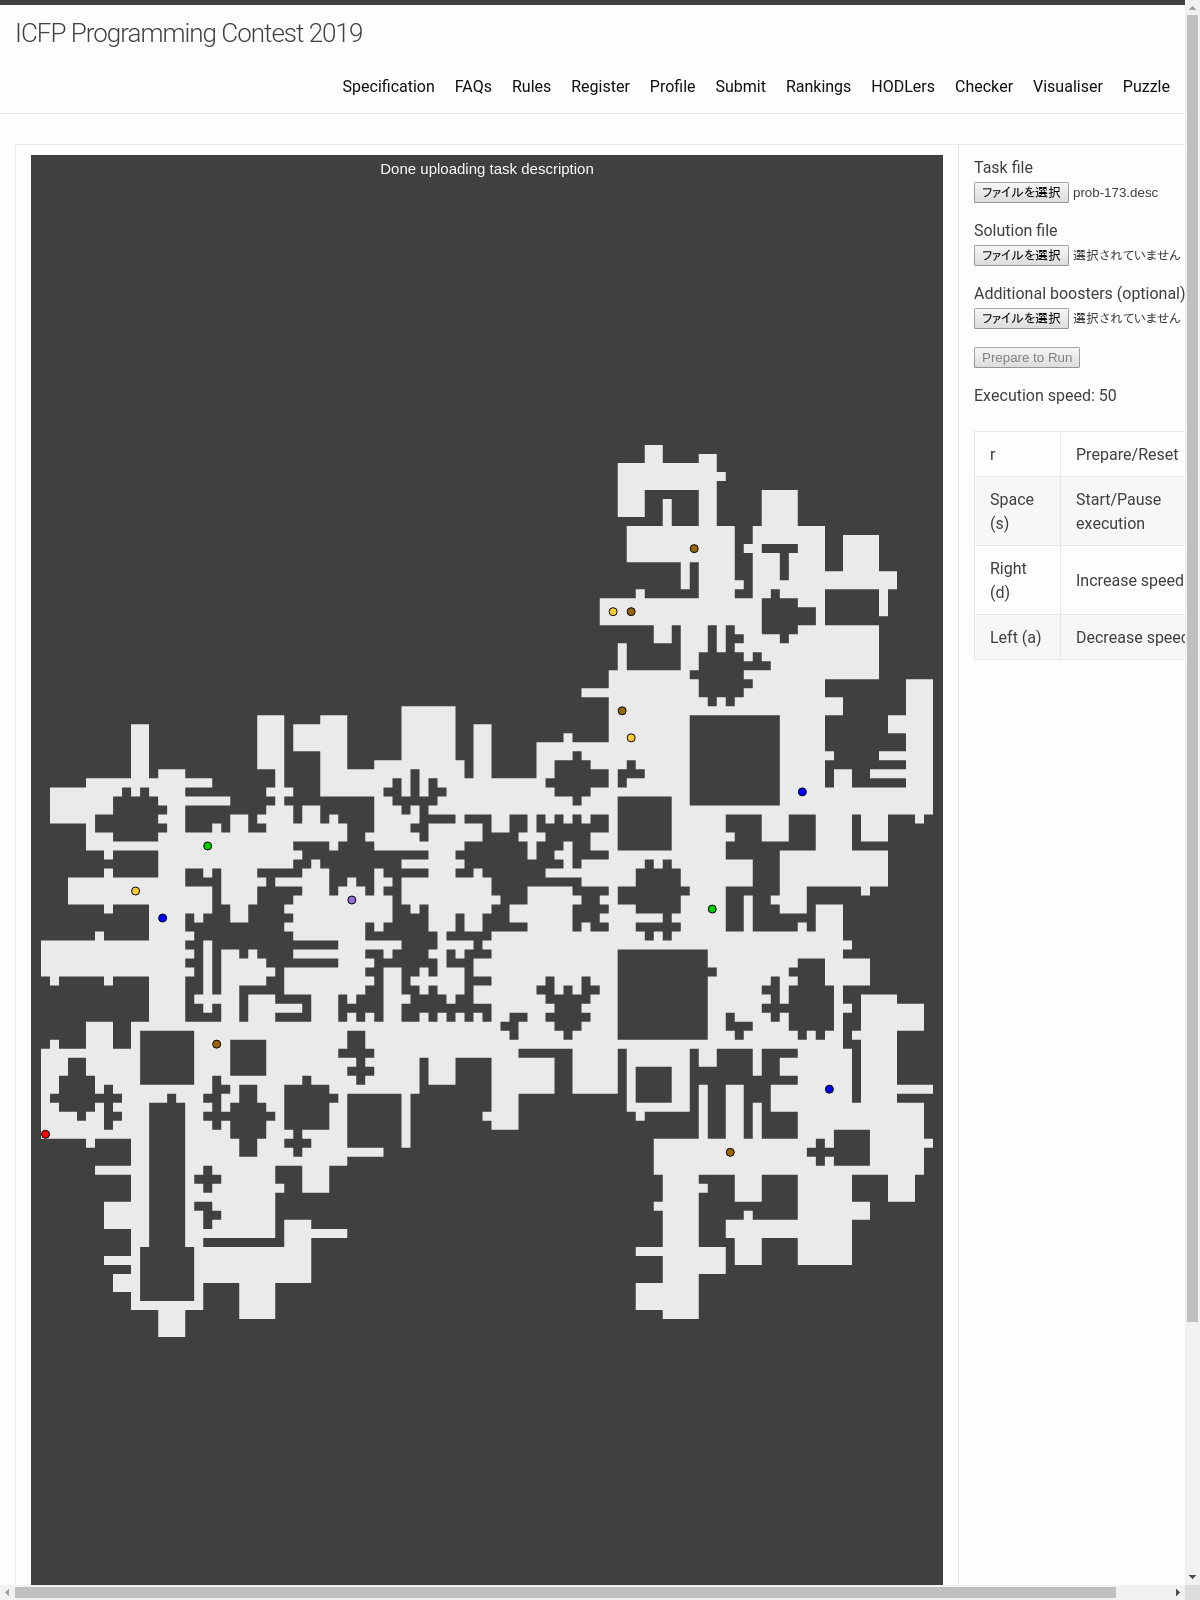 ICFP Programming Contest 2019
Specification FAQs Rules Register Profile Submit Rankings HODLers Checker Visualiser Puzzle
Done uploading task description
Task file
ファイルを選択 prob-173.desc
Solution file
ファイルを選択 選択されていません
Additional boosters (optional)
ファイルを選択 選択されていません
Prepare to Run
Execution speed: 50
r Prepare/Reset
Space (s) Start/Pause execution
Right (d) Increase speed
Left (a) Decrease speed